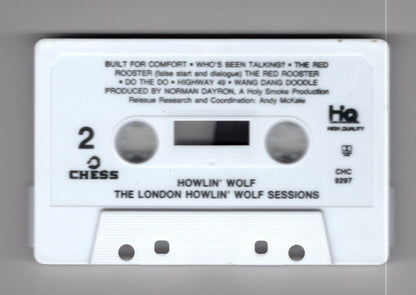 BUILT FOR COMFORT • WHO'S BEEN TALKING? • THE RED
ROOSTER (false start and dialogue) THE RED ROOSTER
• DO THE DO • HIGHWAY 49 • WANG DANG DOODLE
PRODUCED BY NORMAN DAYRON, A Holy Smoke Production
Reissue Research and Coordination: Andy McKaie
HQ
HIGH QUALITY
2
CHESS
CHC
9297
HOWLIN' WOLF
THE LONDON HOWLIN' WOLF SESSIONS